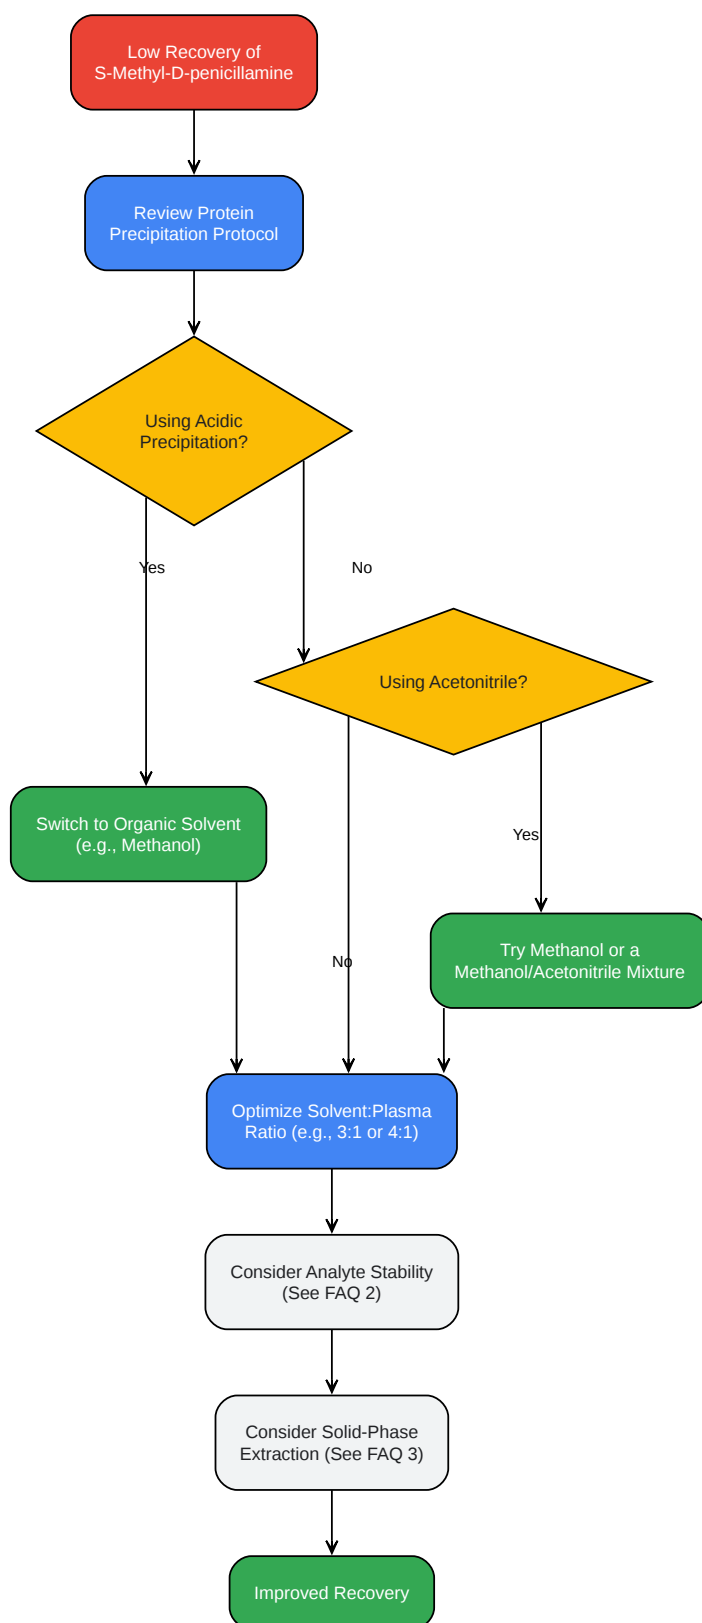 Low Recovery of
S-Methyl-D-penicillamine
Review Protein
Precipitation Protocol
Using Acidic
Precipitation?
Yes
No
Using Acetonitrile?
Switch to Organic Solvent
(e.g., Methanol)
Yes
Try Methanol or a
Methanol/Acetonitrile Mixture
No
Optimize Solvent:Plasma
Ratio (e.g., 3:1 or 4:1)
Consider Analyte Stability
(See FAQ 2)
Consider Solid-Phase
Extraction (See FAQ 3)
Improved Recovery